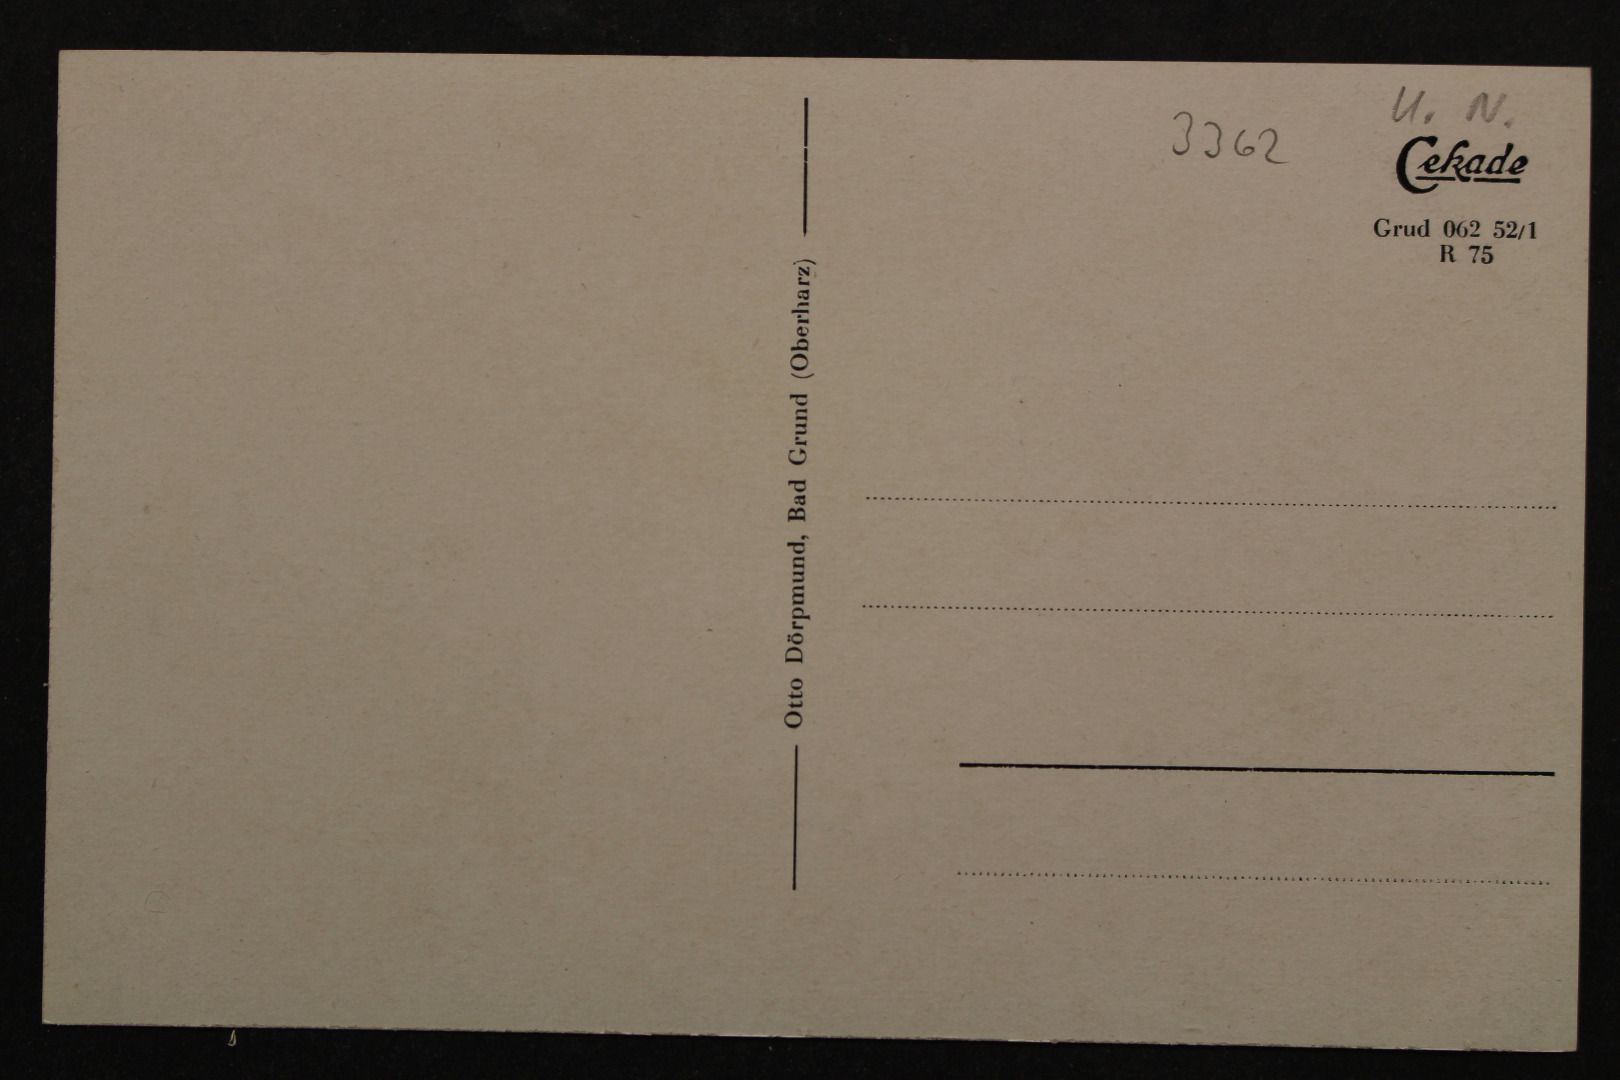 U. N.
3362
Cekade
Grud 062 52/1
R 75
Otto Dörpmund, Bad Grund (Oberharz)